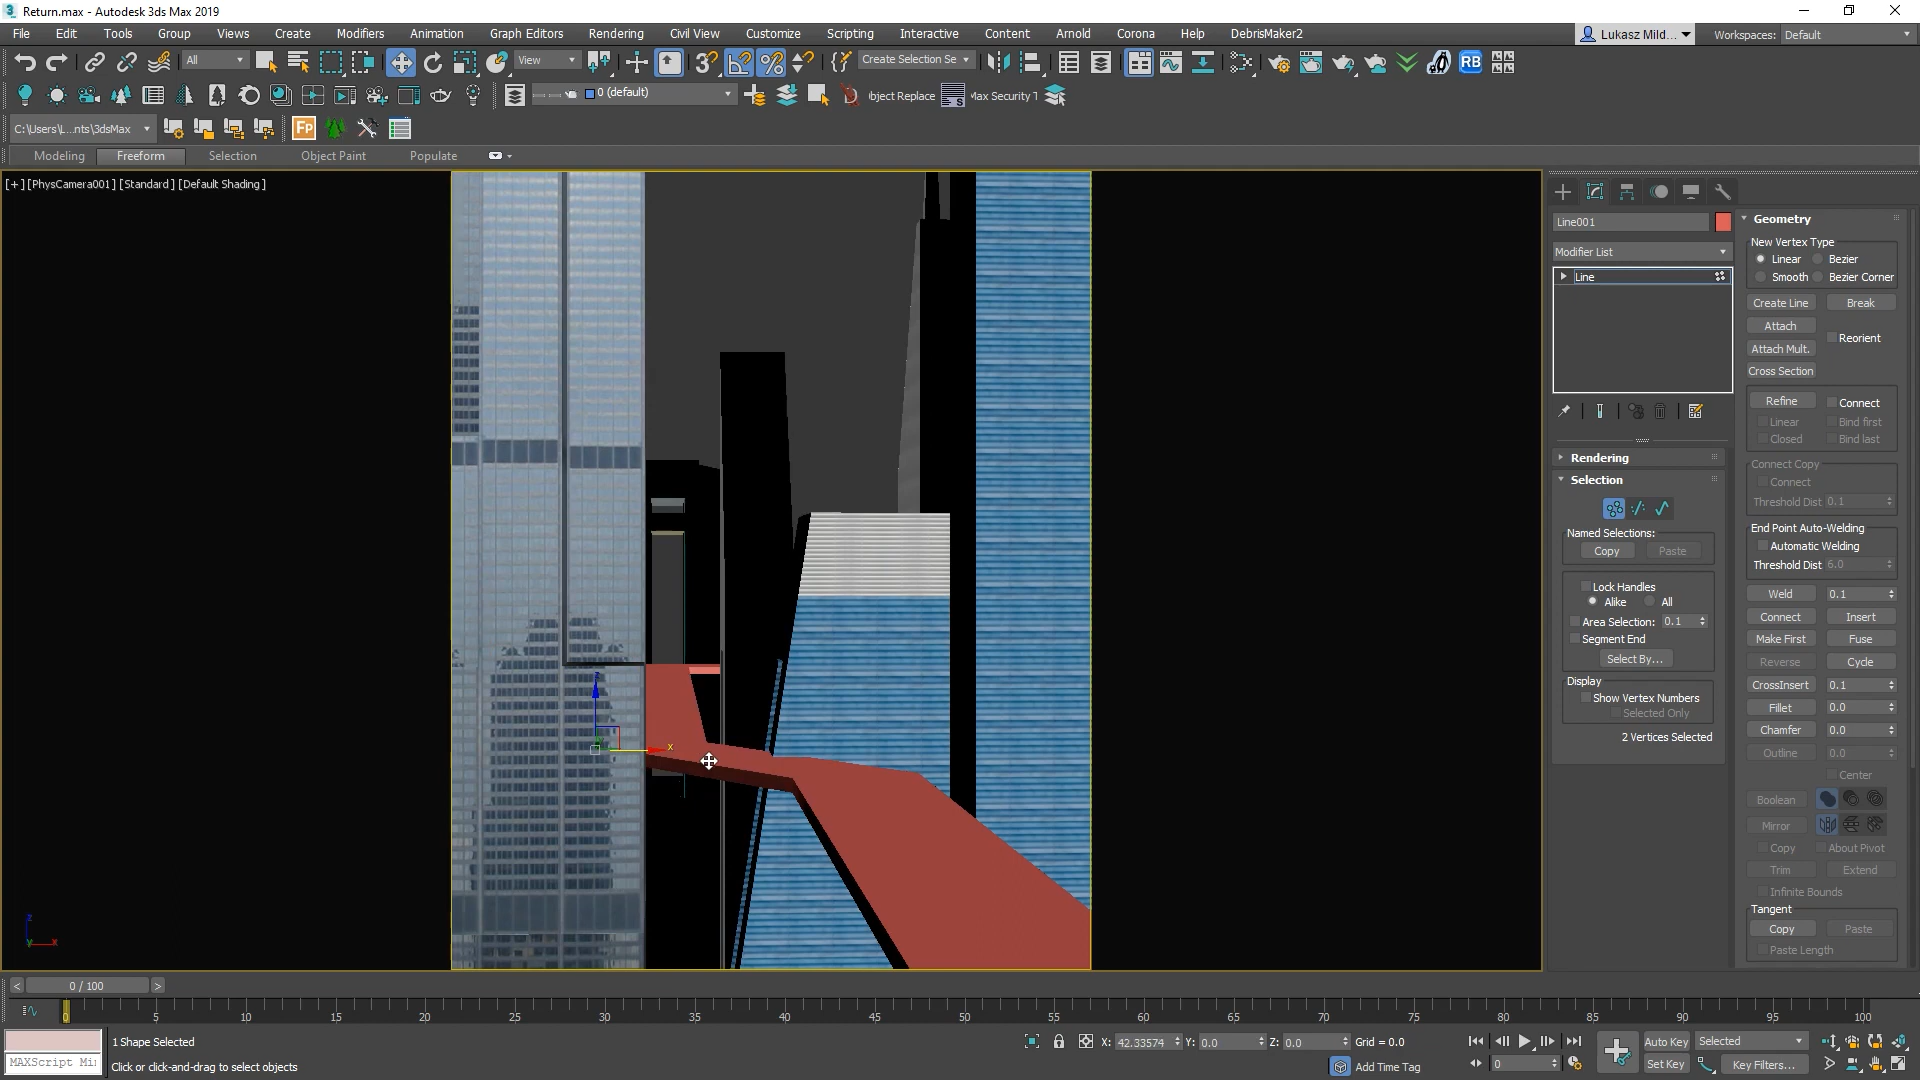 Return.max - Autodesk 3ds Max 2019
File Edit Tools Group Views Create Modifiers Animation Graph Editors Rendering Civil View Customize Scripting Interactive Content Arnold Corona Help DebrisMaker2
Lukasz Mild... Workspaces: Default
All View Create Selection Se RB
0 (default) bject Replace Max Security T
C:\Users\L...nts\3dsMax Fp
Modeling Freeform Selection Object Paint Populate
[+] [PhysCamera001] [Standard] [Default Shading]
Line001
Modifier List
Line
Rendering
Selection
Named Selections:
Copy Paste
Lock Handles
Alike All
Area Selection: 0.1
Segment End
Select By...
Display
Show Vertex Numbers
Selected Only
2 Vertices Selected
Geometry
New Vertex Type
Linear Bezier
Smooth Bezier Corner
Create Line Break
Attach
Reorient
Attach Mult.
Cross Section
Refine Connect
Linear Bind first
Closed Bind last
Connect Copy
Connect
Threshold Dist 0.1
End Point Auto-Welding
Automatic Welding
Threshold Dist 6.0
Weld 0.1
Connect Insert
Make First Fuse
Reverse Cycle
CrossInsert 0.1
Fillet 0.0
Chamfer 0.0
Outline 0.0
Center
Boolean
Mirror
Copy About Pivot
Trim Extend
Infinite Bounds
Tangent
Copy Paste
Paste Length
z
x
z
y x
< 0 / 100 >
0 5 10 15 20 25 30 35 40 45 50 55 60 65 70 75 80 85 90 95 100
1 Shape Selected
X: 42.33574 Y: 0.0 Z: 0.0 Grid = 0.0
Auto Key Selected
MAXScript Mi
Click or click-and-drag to select objects
Add Time Tag
0
Set Key Key Filters...